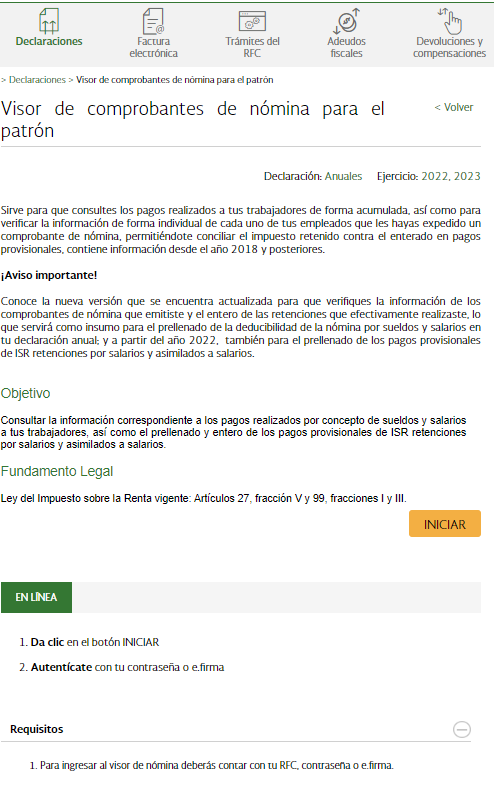 Declaraciones
Factura
electrónica
Trámites del
RFC
Adeudos
fiscales
Devoluciones y
compensaciones
> Declaraciones > Visor de comprobantes de nómina para el patrón
Visor de comprobantes de nómina para el
patrón
< Volver
Declaración: Anuales Ejercicio: 2022, 2023
Sirve para que consultes los pagos realizados a tus trabajadores de forma acumulada, así como para
verificar la información de forma individual de cada uno de tus empleados que les hayas expedido un
comprobante de nómina, permitiéndote conciliar el impuesto retenido contra el enterado en pagos
provisionales, contiene información desde el año 2018 y posteriores.
¡Aviso importante!
Conoce la nueva versión que se encuentra actualizada para que verifiques la información de los
comprobantes de nómina que emitiste y el entero de las retenciones que efectivamente realizaste, lo
que servirá como insumo para el prellenado de la deducibilidad de la nómina por sueldos y salarios en
tu declaración anual; y a partir del año 2022, también para el prellenado de los pagos provisionales
de ISR retenciones por salarios y asimilados a salarios.
Objetivo
Consultar la información correspondiente a los pagos realizados por concepto de sueldos y salarios
a tus trabajadores, así como el prellenado y entero de los pagos provisionales de ISR retenciones
por salarios y asimilados a salarios.
Fundamento Legal
Ley del Impuesto sobre la Renta vigente: Artículos 27, fracción V y 99, fracciones I y III.
INICIAR
EN LÍNEA
1. Da clic en el botón INICIAR
2. Autentícate con tu contraseña o e.firma
Requisitos
1. Para ingresar al visor de nómina deberás contar con tu RFC, contraseña o e.firma.